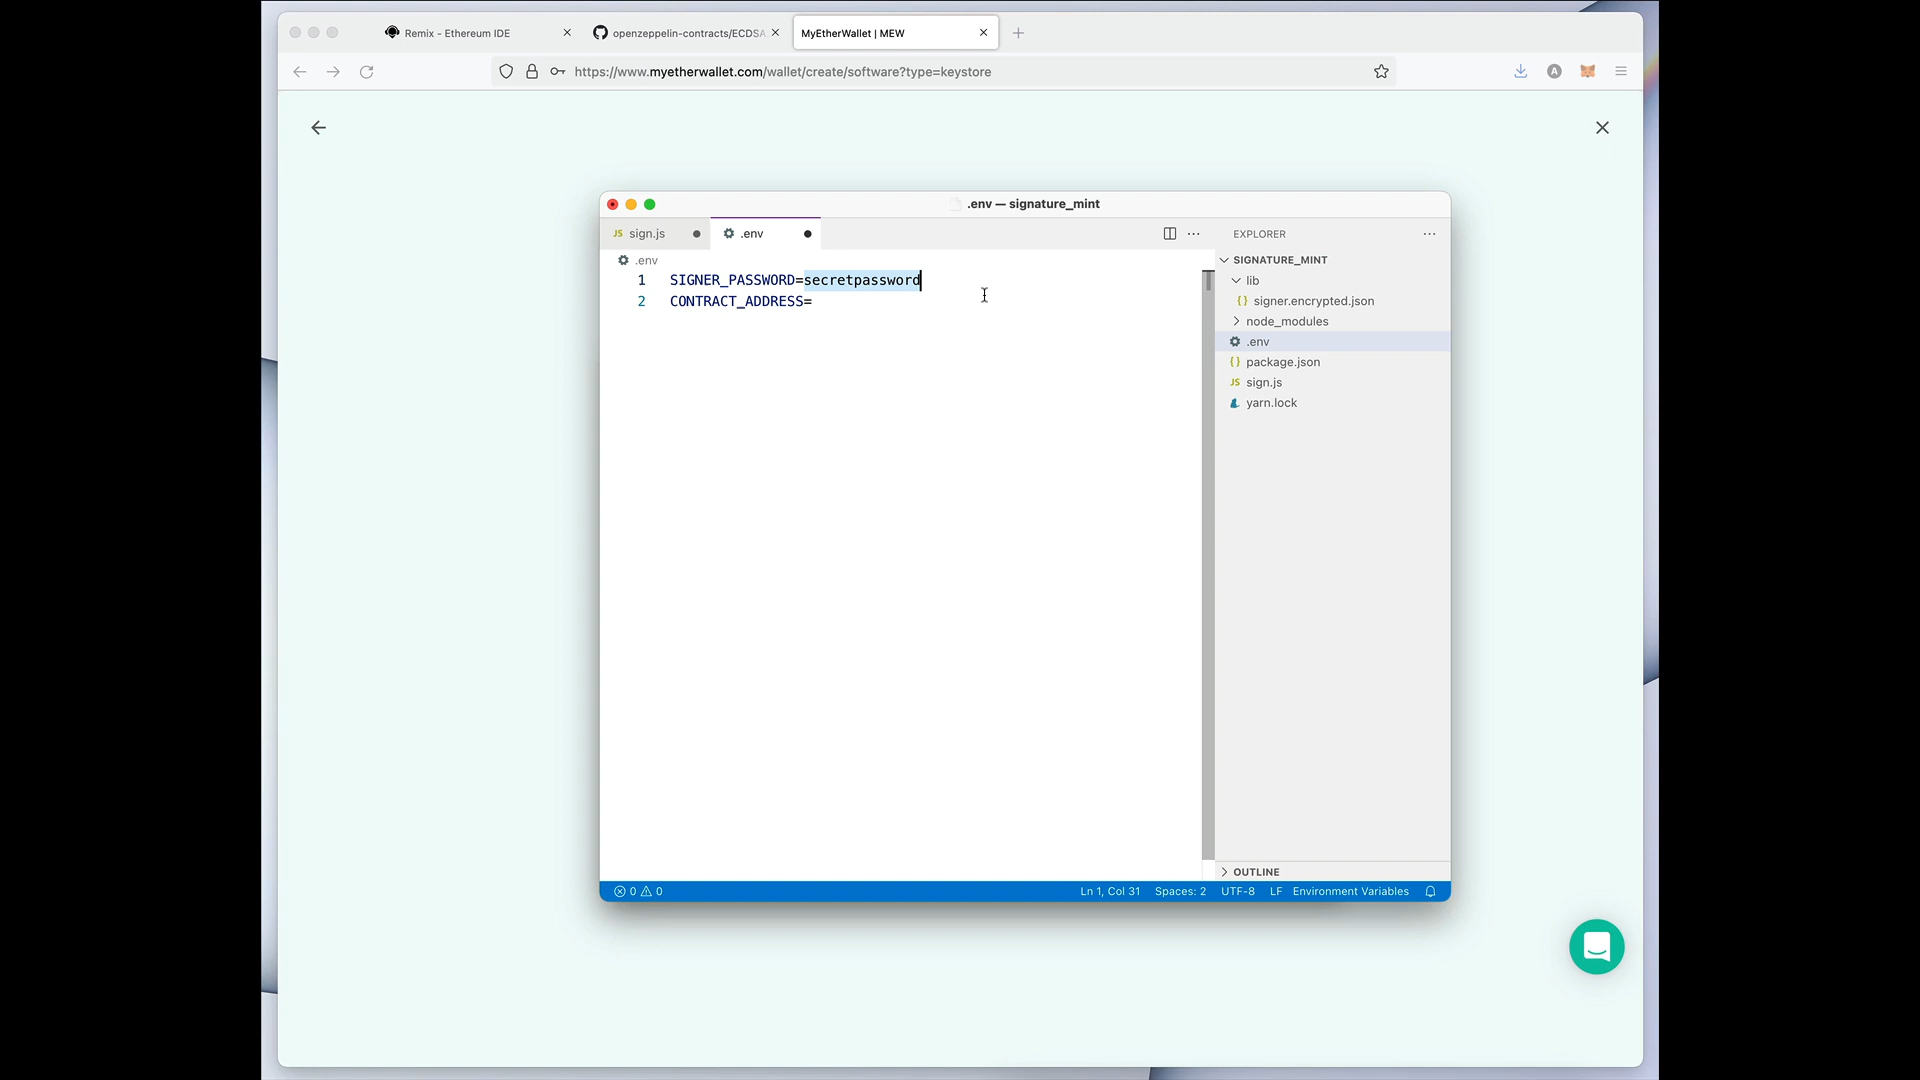 Remix - Ethereum IDE
openzeppelin-contracts/ECDSA
MyEtherWallet | MEW
https://www.myetherwallet.com/wallet/create/software?type=keystore
A
.env — signature_mint
JS sign.js
.env
EXPLORER
.env
SIGNATURE_MINT
1 SIGNER_PASSWORD=secretpassword
2 CONTRACT_ADDRESS=
lib
{} signer.encrypted.json
node_modules
.env
{} package.json
JS sign.js
yarn.lock
OUTLINE
0 0
Ln 1, Col 31
Spaces: 2
UTF-8
LF
Environment Variables